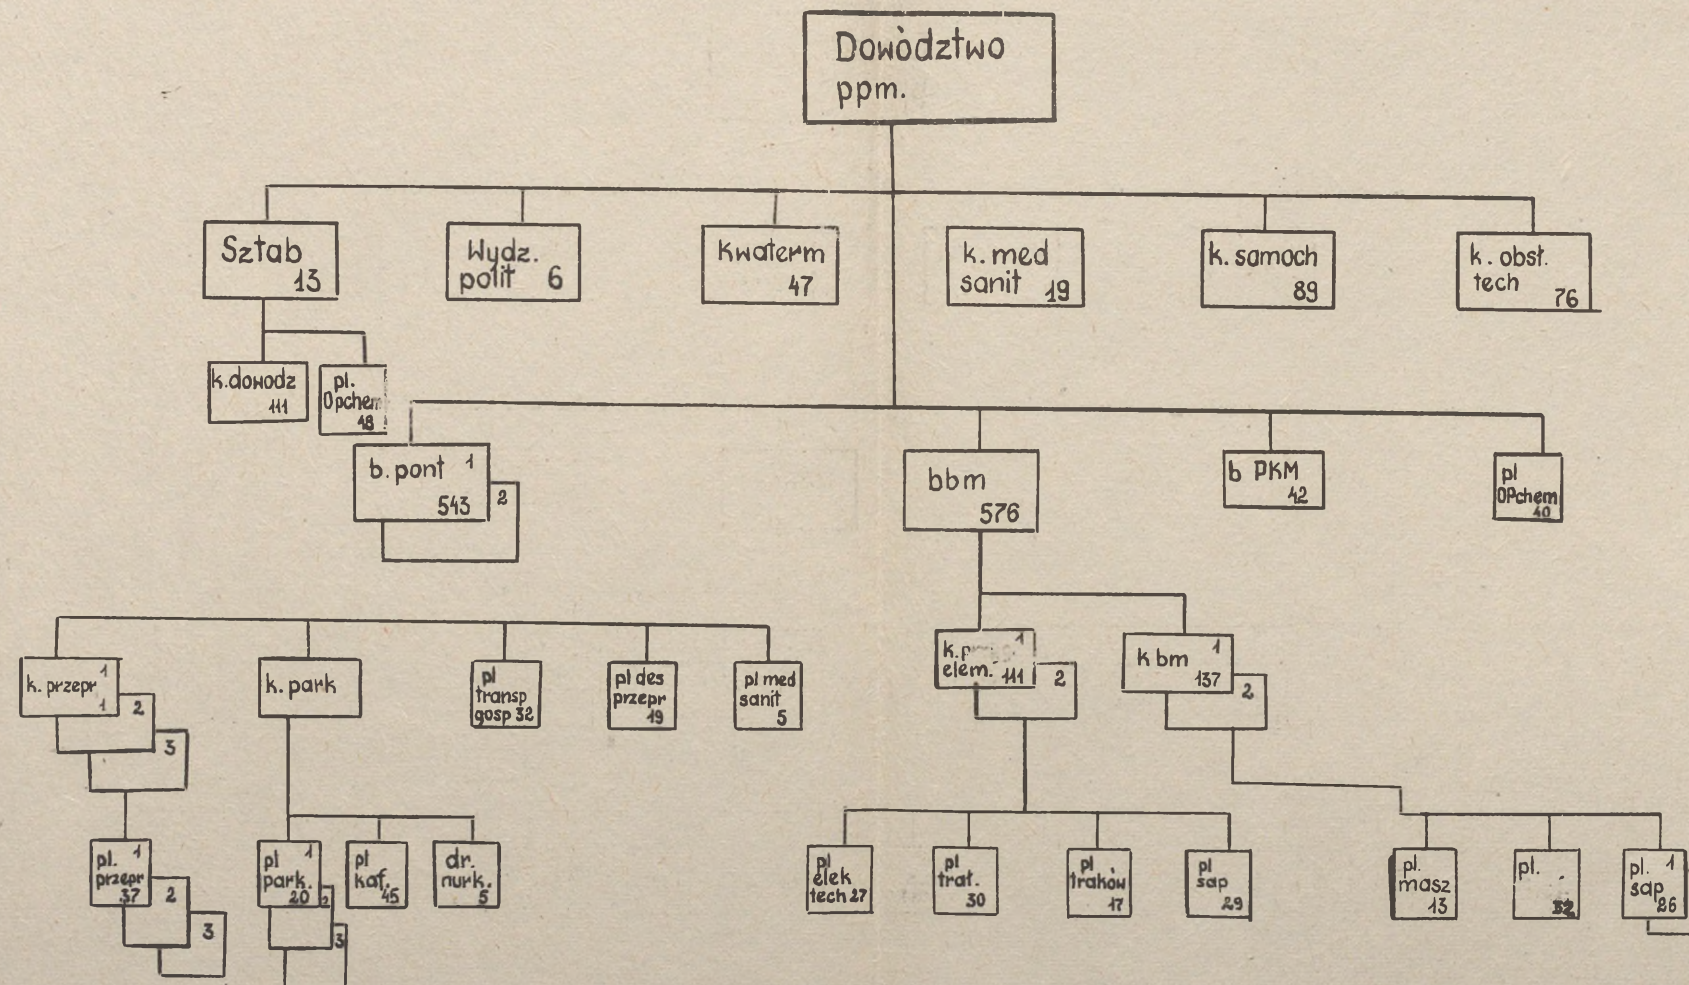 Dowództwo
ppm.
Sztab
13
Wydz.
polit 6
Kwaterm
47
k. med
sanit 19
k. samoch
89
k. obsł.
tech
76
k. dowodz
111
pl.
Opchem
18
b. pont 1
543
2
bbm
576
b PKM
42
pl
OPchem
40
k. przepr 1
1
2
3
k. park
pl
transp
gosp 32
pl des
przepr
19
pl med
sanit
5
1
elem. 111
2
k bm 1
137
2
pl. 1
przepr
37
2
3
pl 1
park.
20
2
3
pl
kaf.
45
dr.
nurk.
5
pl
elek
tech 27
pl
trat.
30
pl
traków
17
pl
sap
29
pl.
masz
13
pl.
32
pl. 1
sap
26